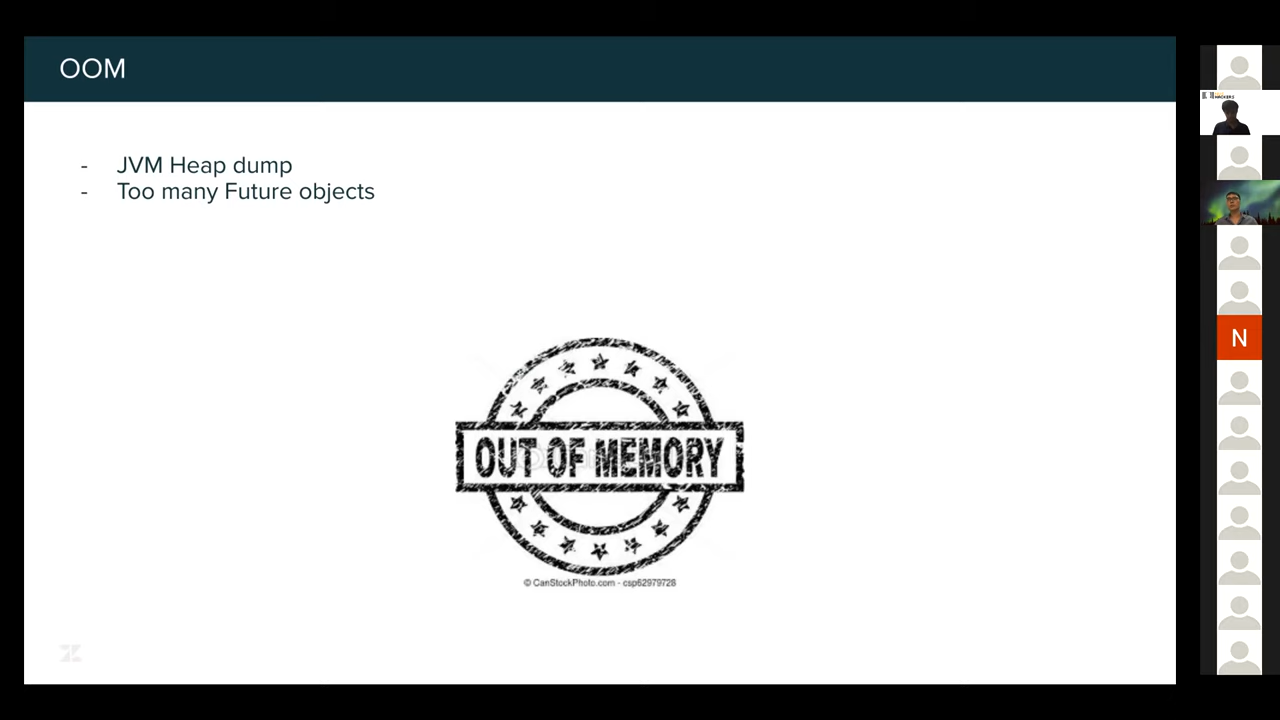 OOM
- JVM Heap dump
- Too many Future objects
OUT OF MEMORY
© CanStockPhoto.com - csp62979728
N